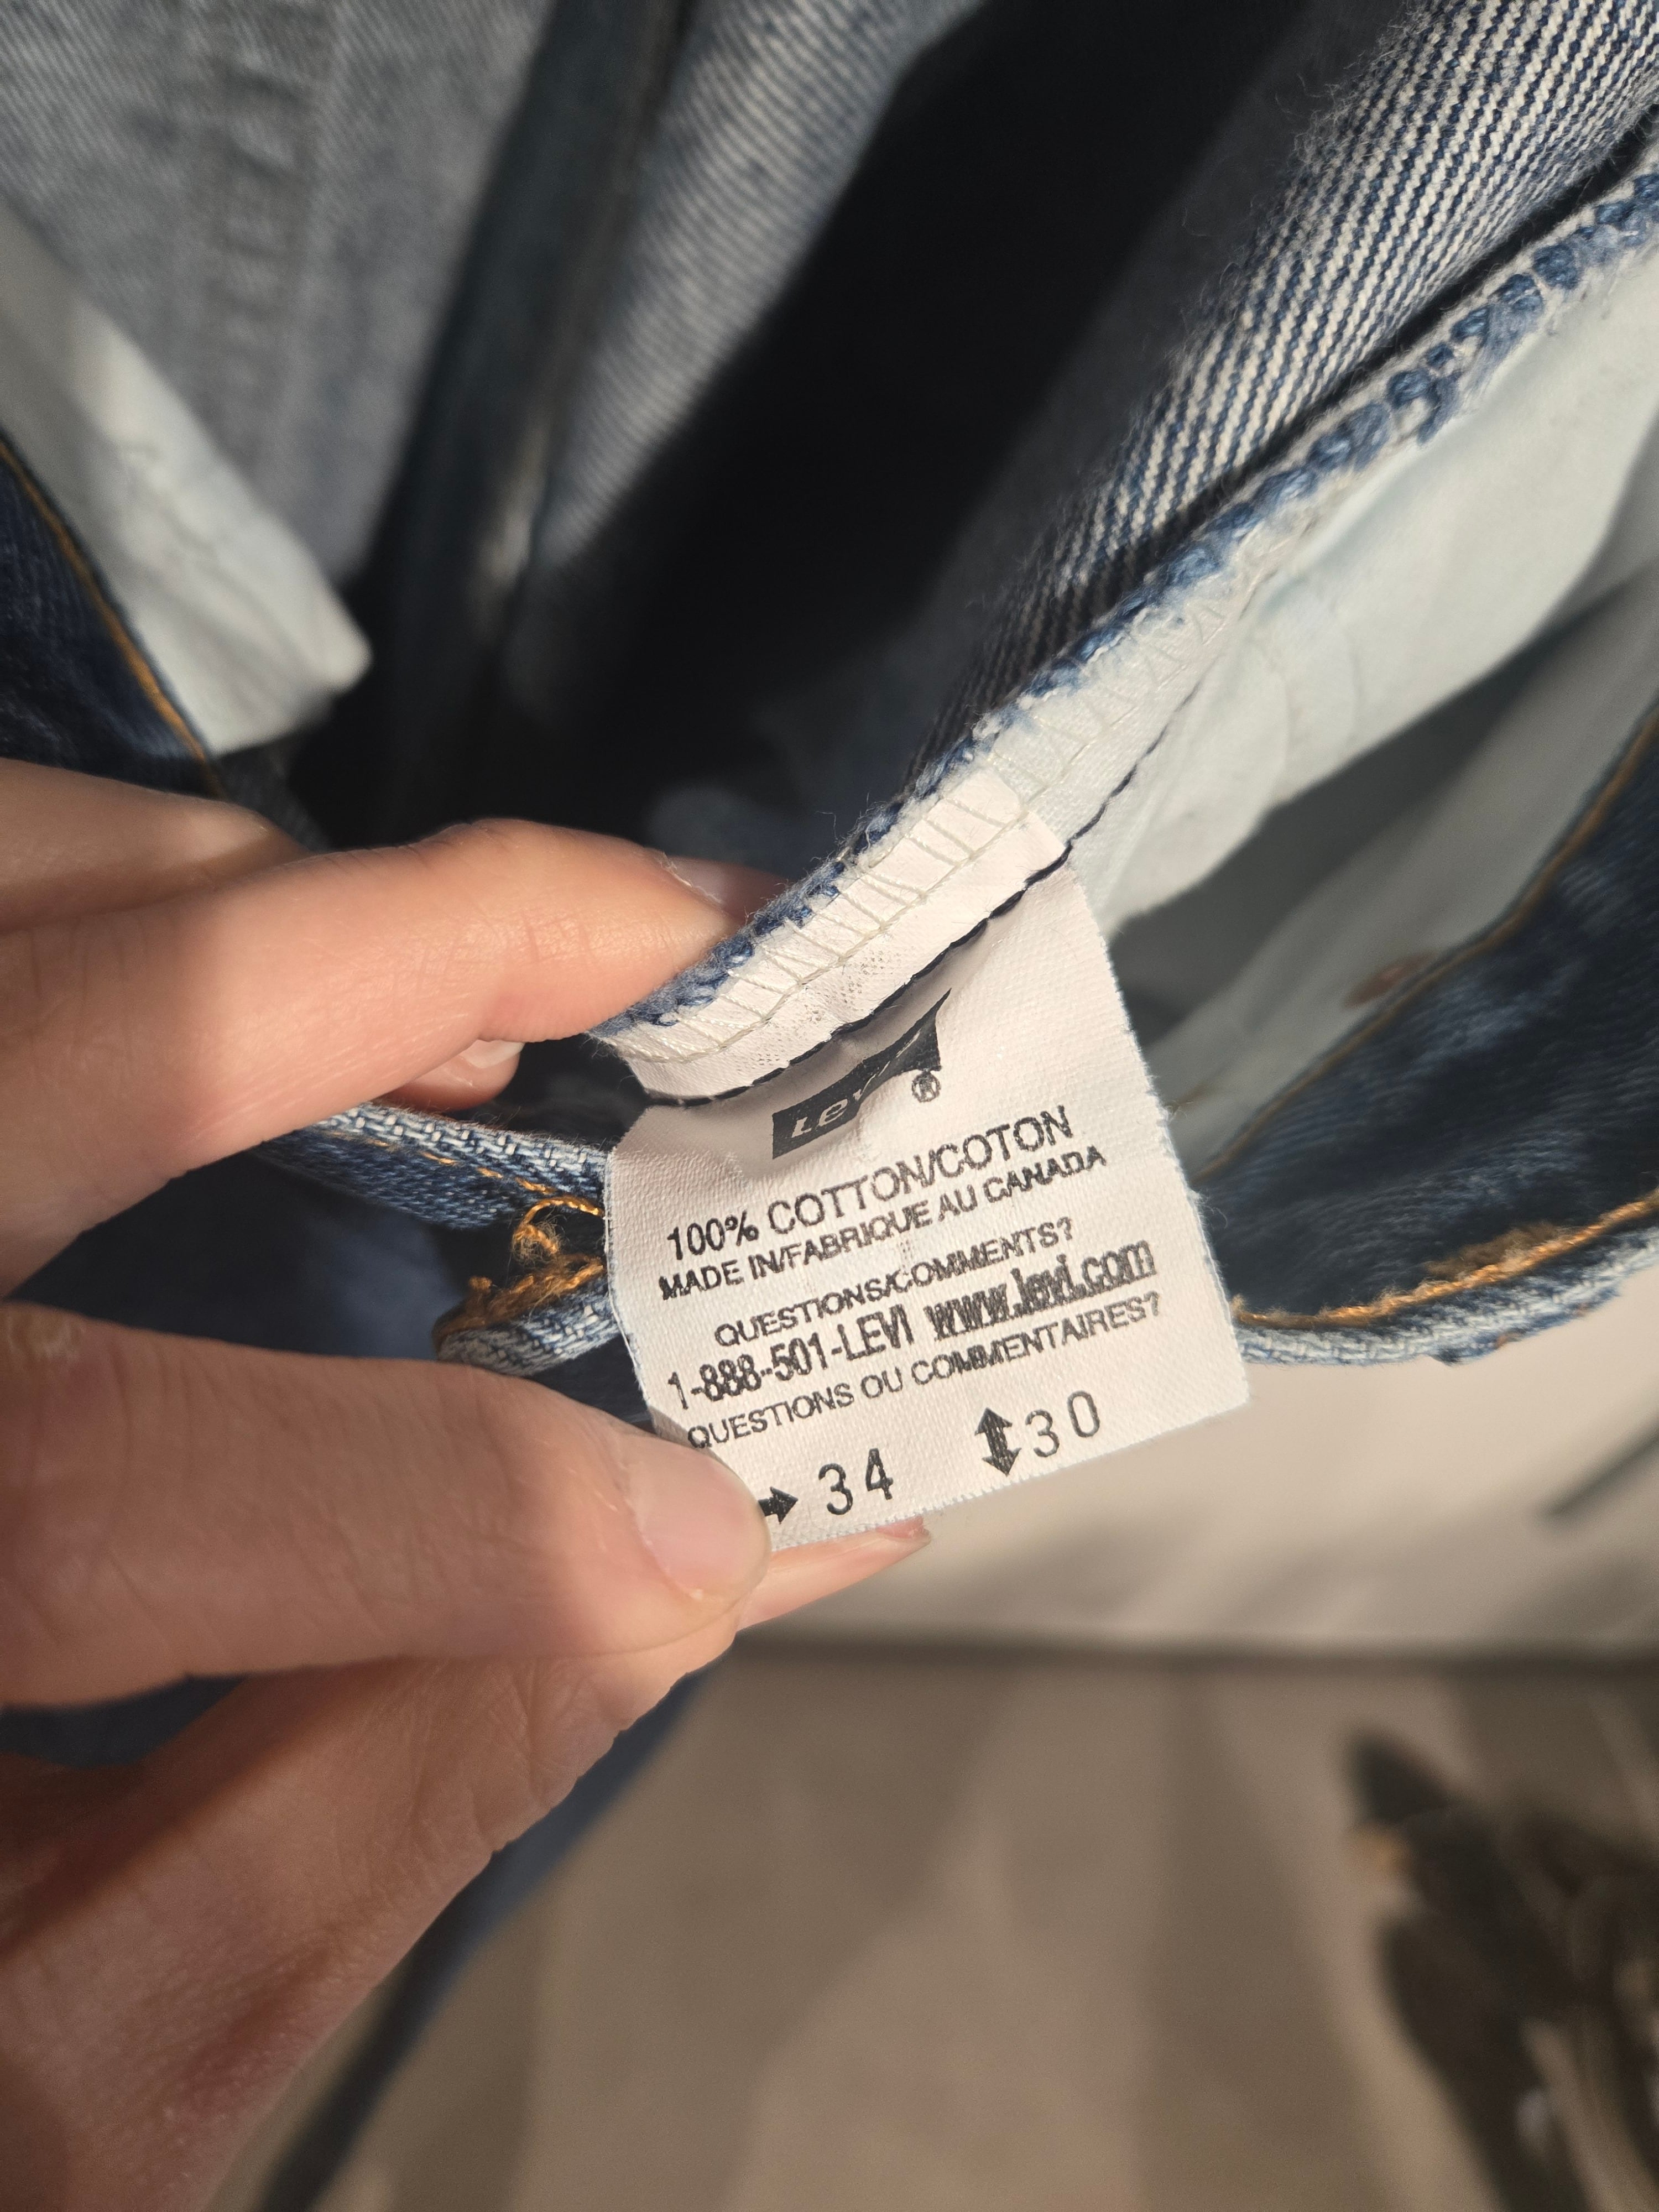 Levi's®
100% COTTON/COTON
MADE IN/FABRIQUE AU CANADA
QUESTIONS/COMMENTS?
1-888-501-LEVI www.levi.com
QUESTIONS OU COMMENTAIRES?
34 30